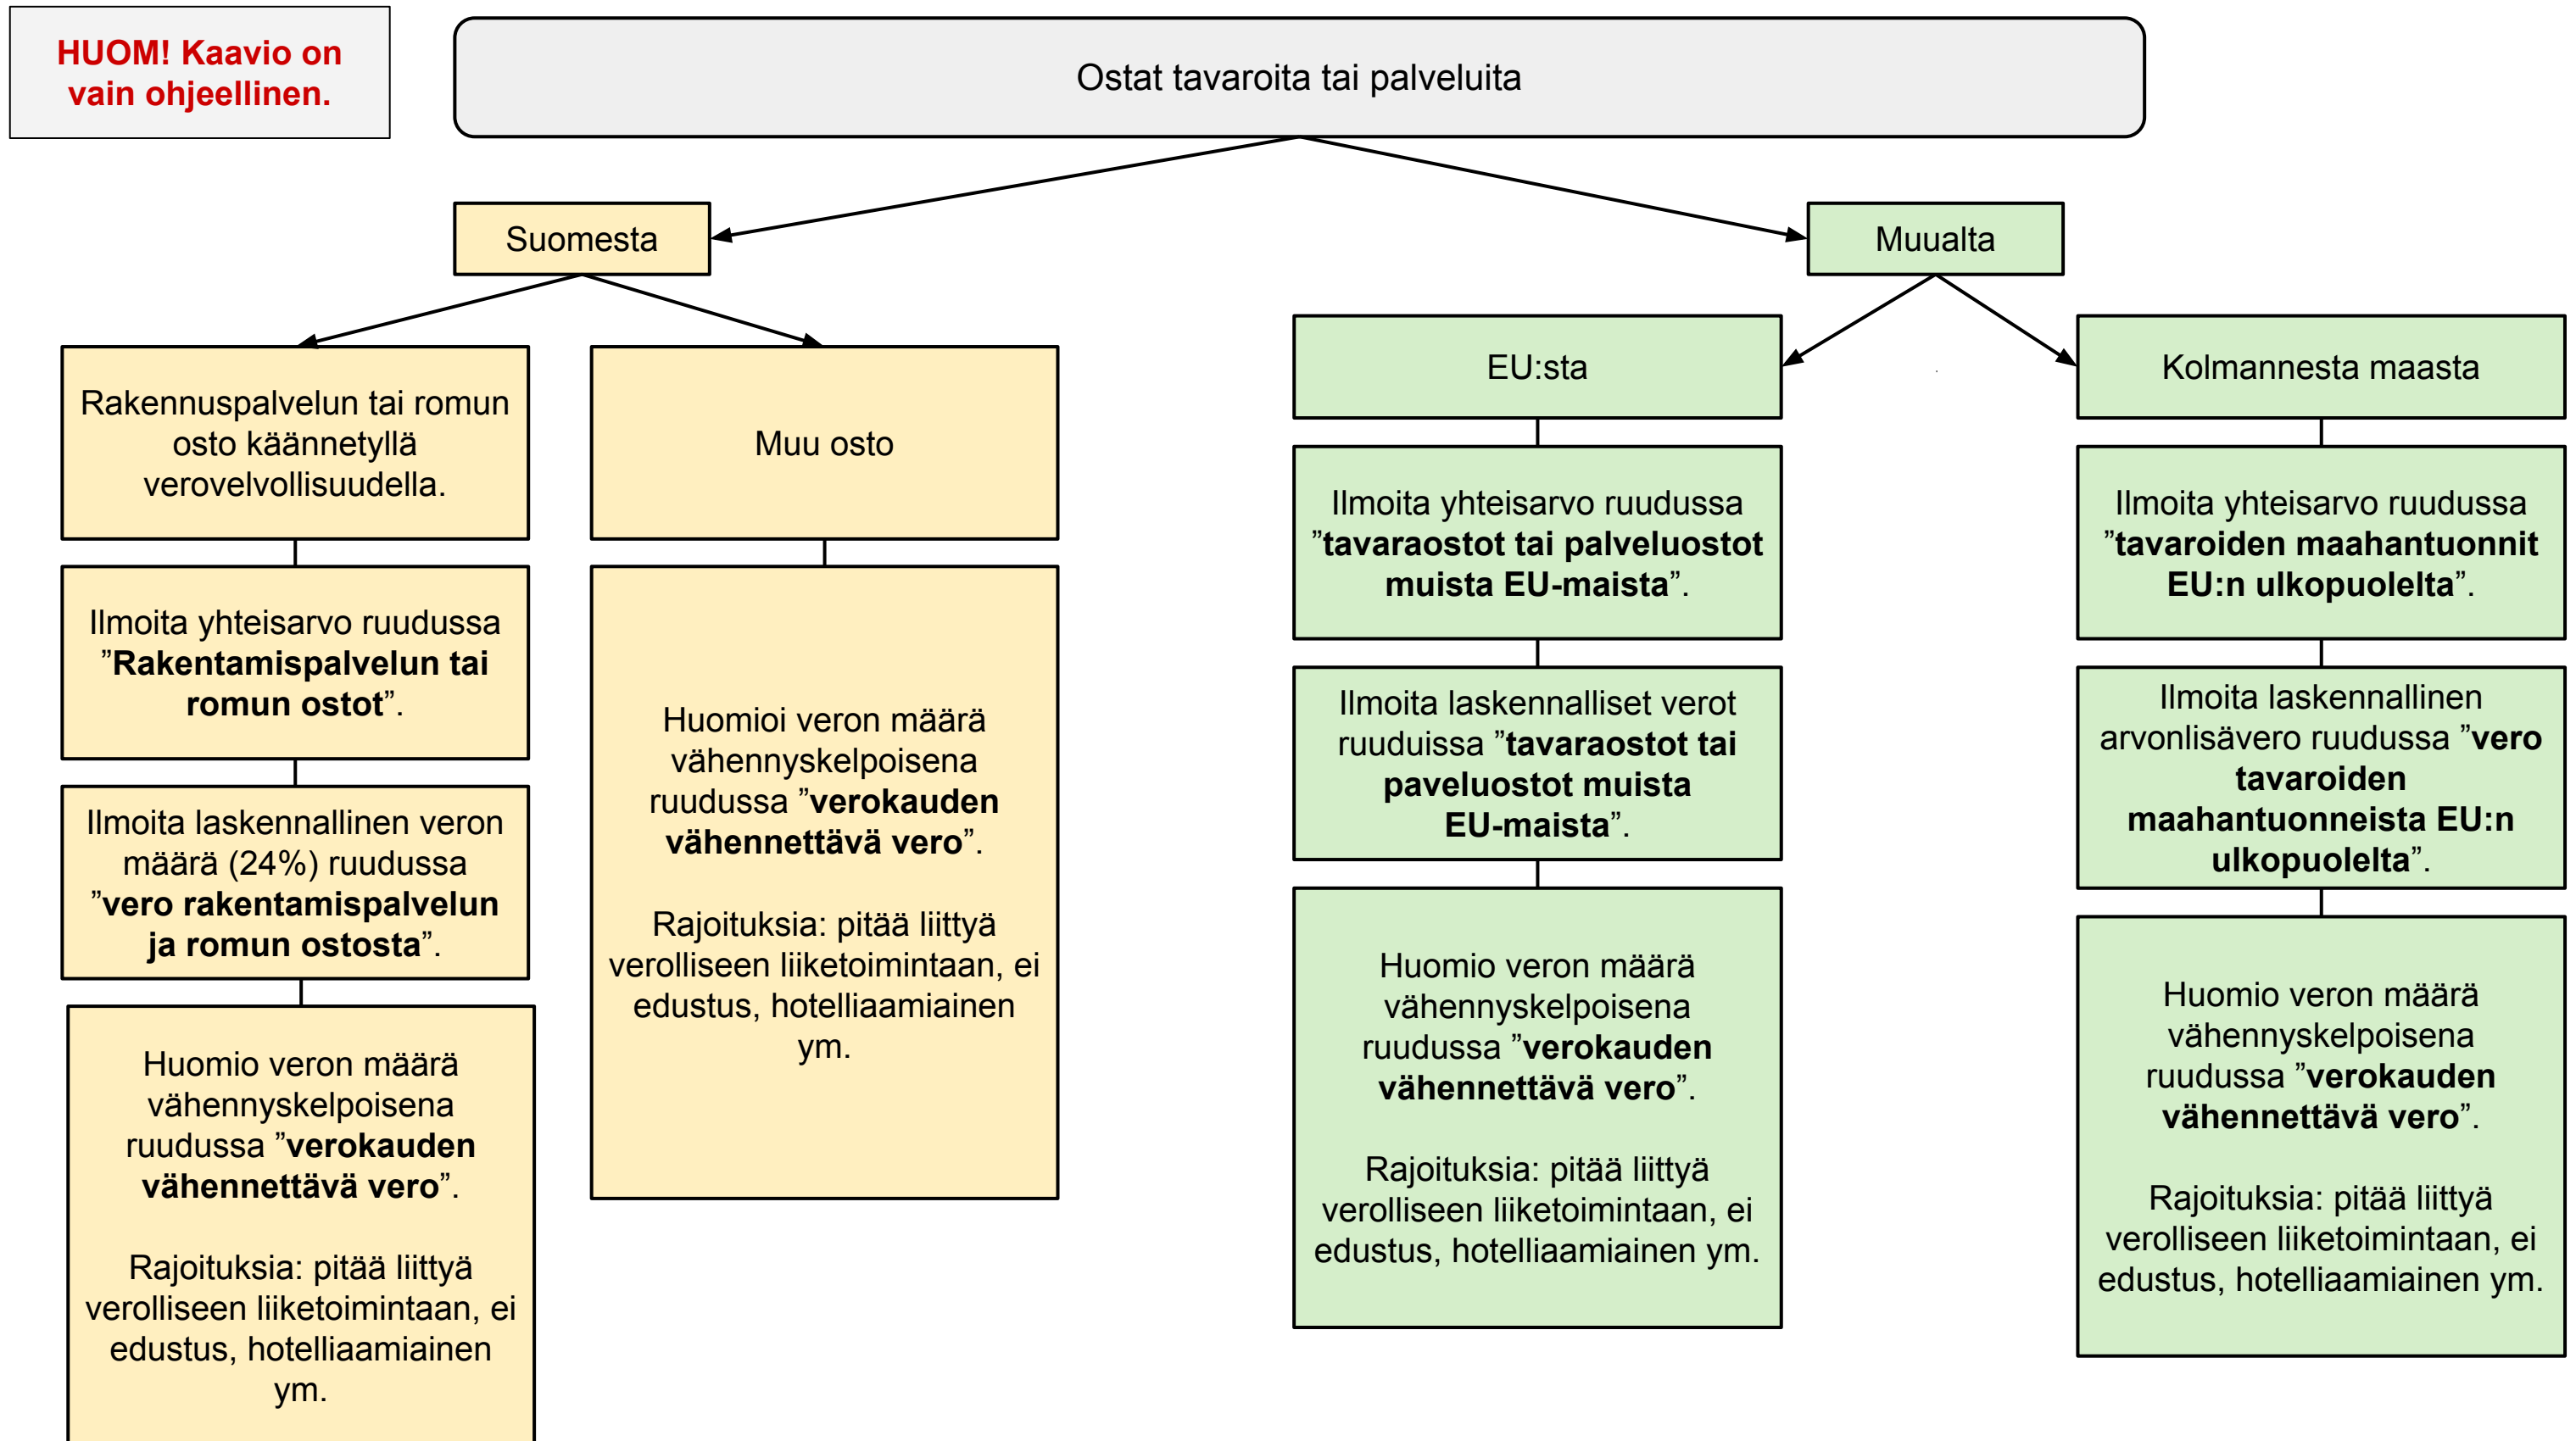 HUOM! Kaavio on
vain ohjeellinen.
Ostat tavaroita tai palveluita
Suomesta
Muualta
Rakennuspalvelun tai romun
osto käännetyllä
verovelvollisuudella.
Ilmoita yhteisarvo ruudussa
”Rakentamispalvelun tai
romun ostot”.
Ilmoita laskennallinen veron
määrä (24%) ruudussa
”vero rakentamispalvelun
ja romun ostosta”.
Huomio veron määrä
vähennyskelpoisena
ruudussa ”verokauden
vähennettävä vero”.
Rajoituksia: pitää liittyä
verolliseen liiketoimintaan, ei
edustus, hotelliaamiainen
ym.
Muu osto
Huomioi veron määrä
vähennyskelpoisena
ruudussa ”verokauden
vähennettävä vero”.
Rajoituksia: pitää liittyä
verolliseen liiketoimintaan, ei
edustus, hotelliaamiainen
ym.
EU:sta
Ilmoita yhteisarvo ruudussa
”tavaraostot tai palveluostot
muista EU-maista”.
Ilmoita laskennalliset verot
ruuduissa ”tavaraostot tai
paveluostot muista
EU-maista”.
Huomio veron määrä
vähennyskelpoisena
ruudussa ”verokauden
vähennettävä vero”.
Rajoituksia: pitää liittyä
verolliseen liiketoimintaan, ei
edustus, hotelliaamiainen ym.
Kolmannesta maasta
Ilmoita yhteisarvo ruudussa
”tavaroiden maahantuonnit
EU:n ulkopuolelta”.
Ilmoita laskennallinen
arvonlisävero ruudussa ”vero
tavaroiden
maahantuonneista EU:n
ulkopuolelta”.
Huomio veron määrä
vähennyskelpoisena
ruudussa ”verokauden
vähennettävä vero”.
Rajoituksia: pitää liittyä
verolliseen liiketoimintaan, ei
edustus, hotelliaamiainen ym.